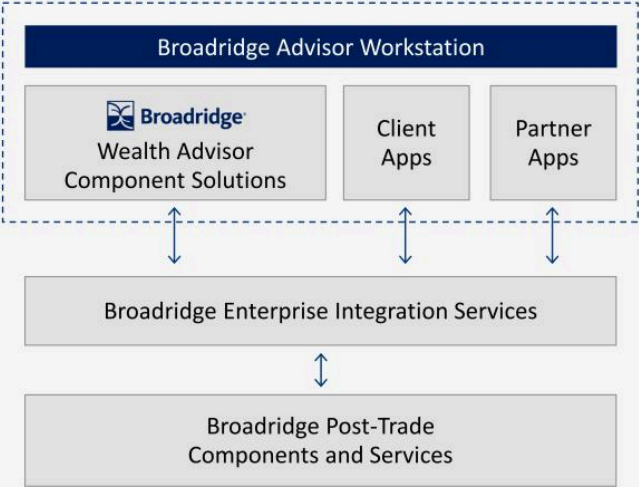 Broadridge Advisor Workstation
Broadridge
Wealth Advisor
Component Solutions
Client
Apps
Partner
Apps
Broadridge Enterprise Integration Services
Broadridge Post-Trade
Components and Services